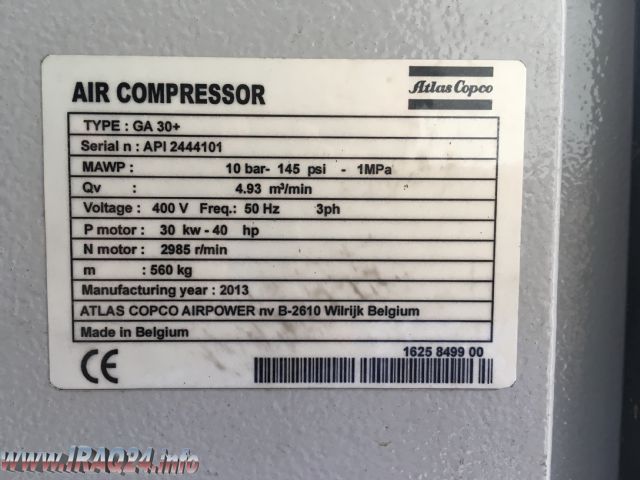 AIR COMPRESSOR
Atlas Copco
TYPE : GA 30+
Serial n : API 2444101
MAWP : 10 bar- 145 psi - 1MPa
Qv : 4.93 m³/min
Voltage : 400 V Freq.: 50 Hz 3ph
P motor : 30 kw - 40 hp
N motor : 2985 r/min
m : 560 kg
Manufacturing year : 2013
ATLAS COPCO AIRPOWER nv B-2610 Wilrijk Belgium
Made in Belgium
CE
1625 8499 00
www.IRAQ24.info